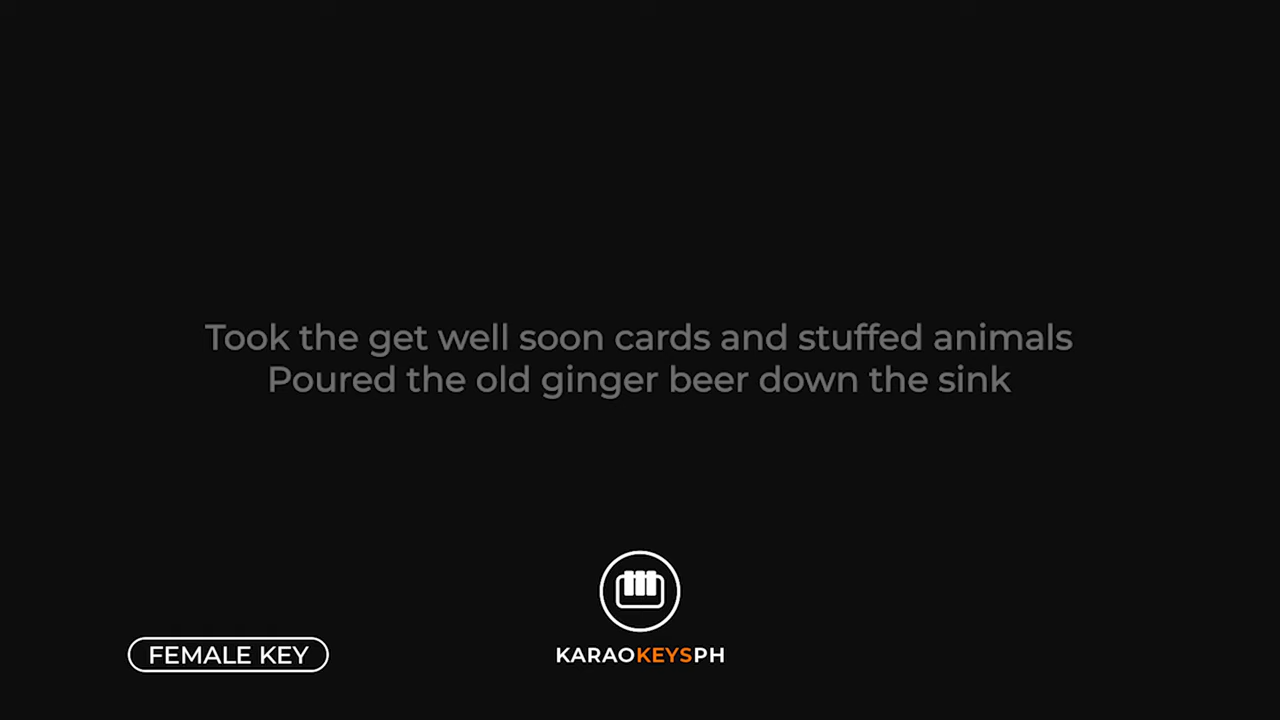 Took the get well soon cards and stuffed animals
Poured the old ginger beer down the sink
FEMALE KEY
KARAOKEYSPH